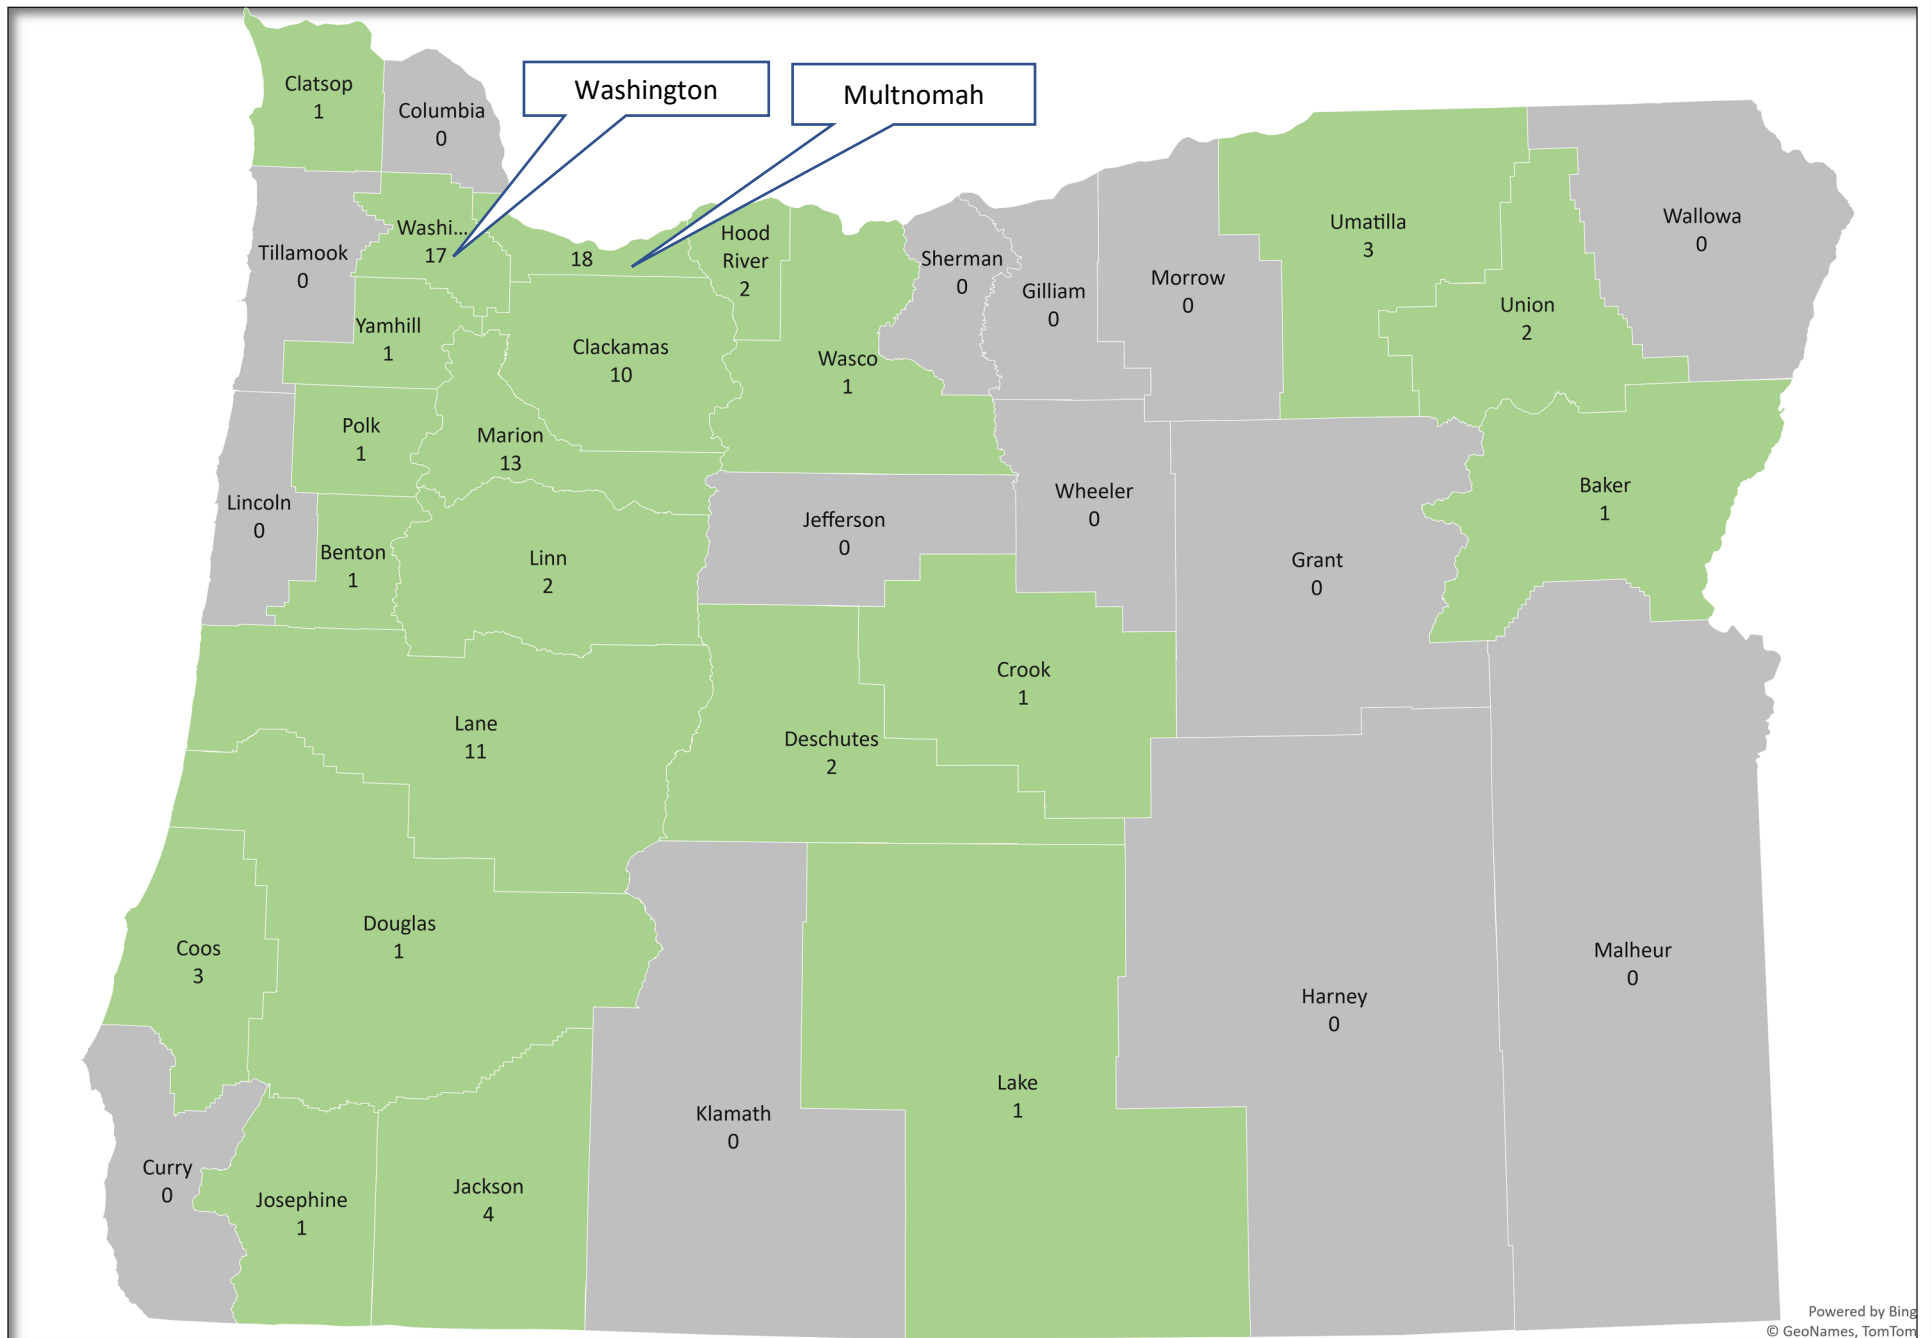 Clatsop
1
Columbia
0
Washington
Multnomah
Washi...
17
18
Hood
River
2
Tillamook
0
Sherman
0
Gilliam
0
Morrow
0
Umatilla
3
Wallowa
0
Union
2
Yamhill
1
Clackamas
10
Wasco
1
Polk
1
Marion
13
Lincoln
0
Benton
1
Linn
2
Jefferson
0
Wheeler
0
Grant
0
Baker
1
Lane
11
Deschutes
2
Crook
1
Coos
3
Douglas
1
Harney
0
Malheur
0
Curry
0
Josephine
1
Jackson
4
Klamath
0
Lake
1
Powered by Bing
© GeoNames, TomTom